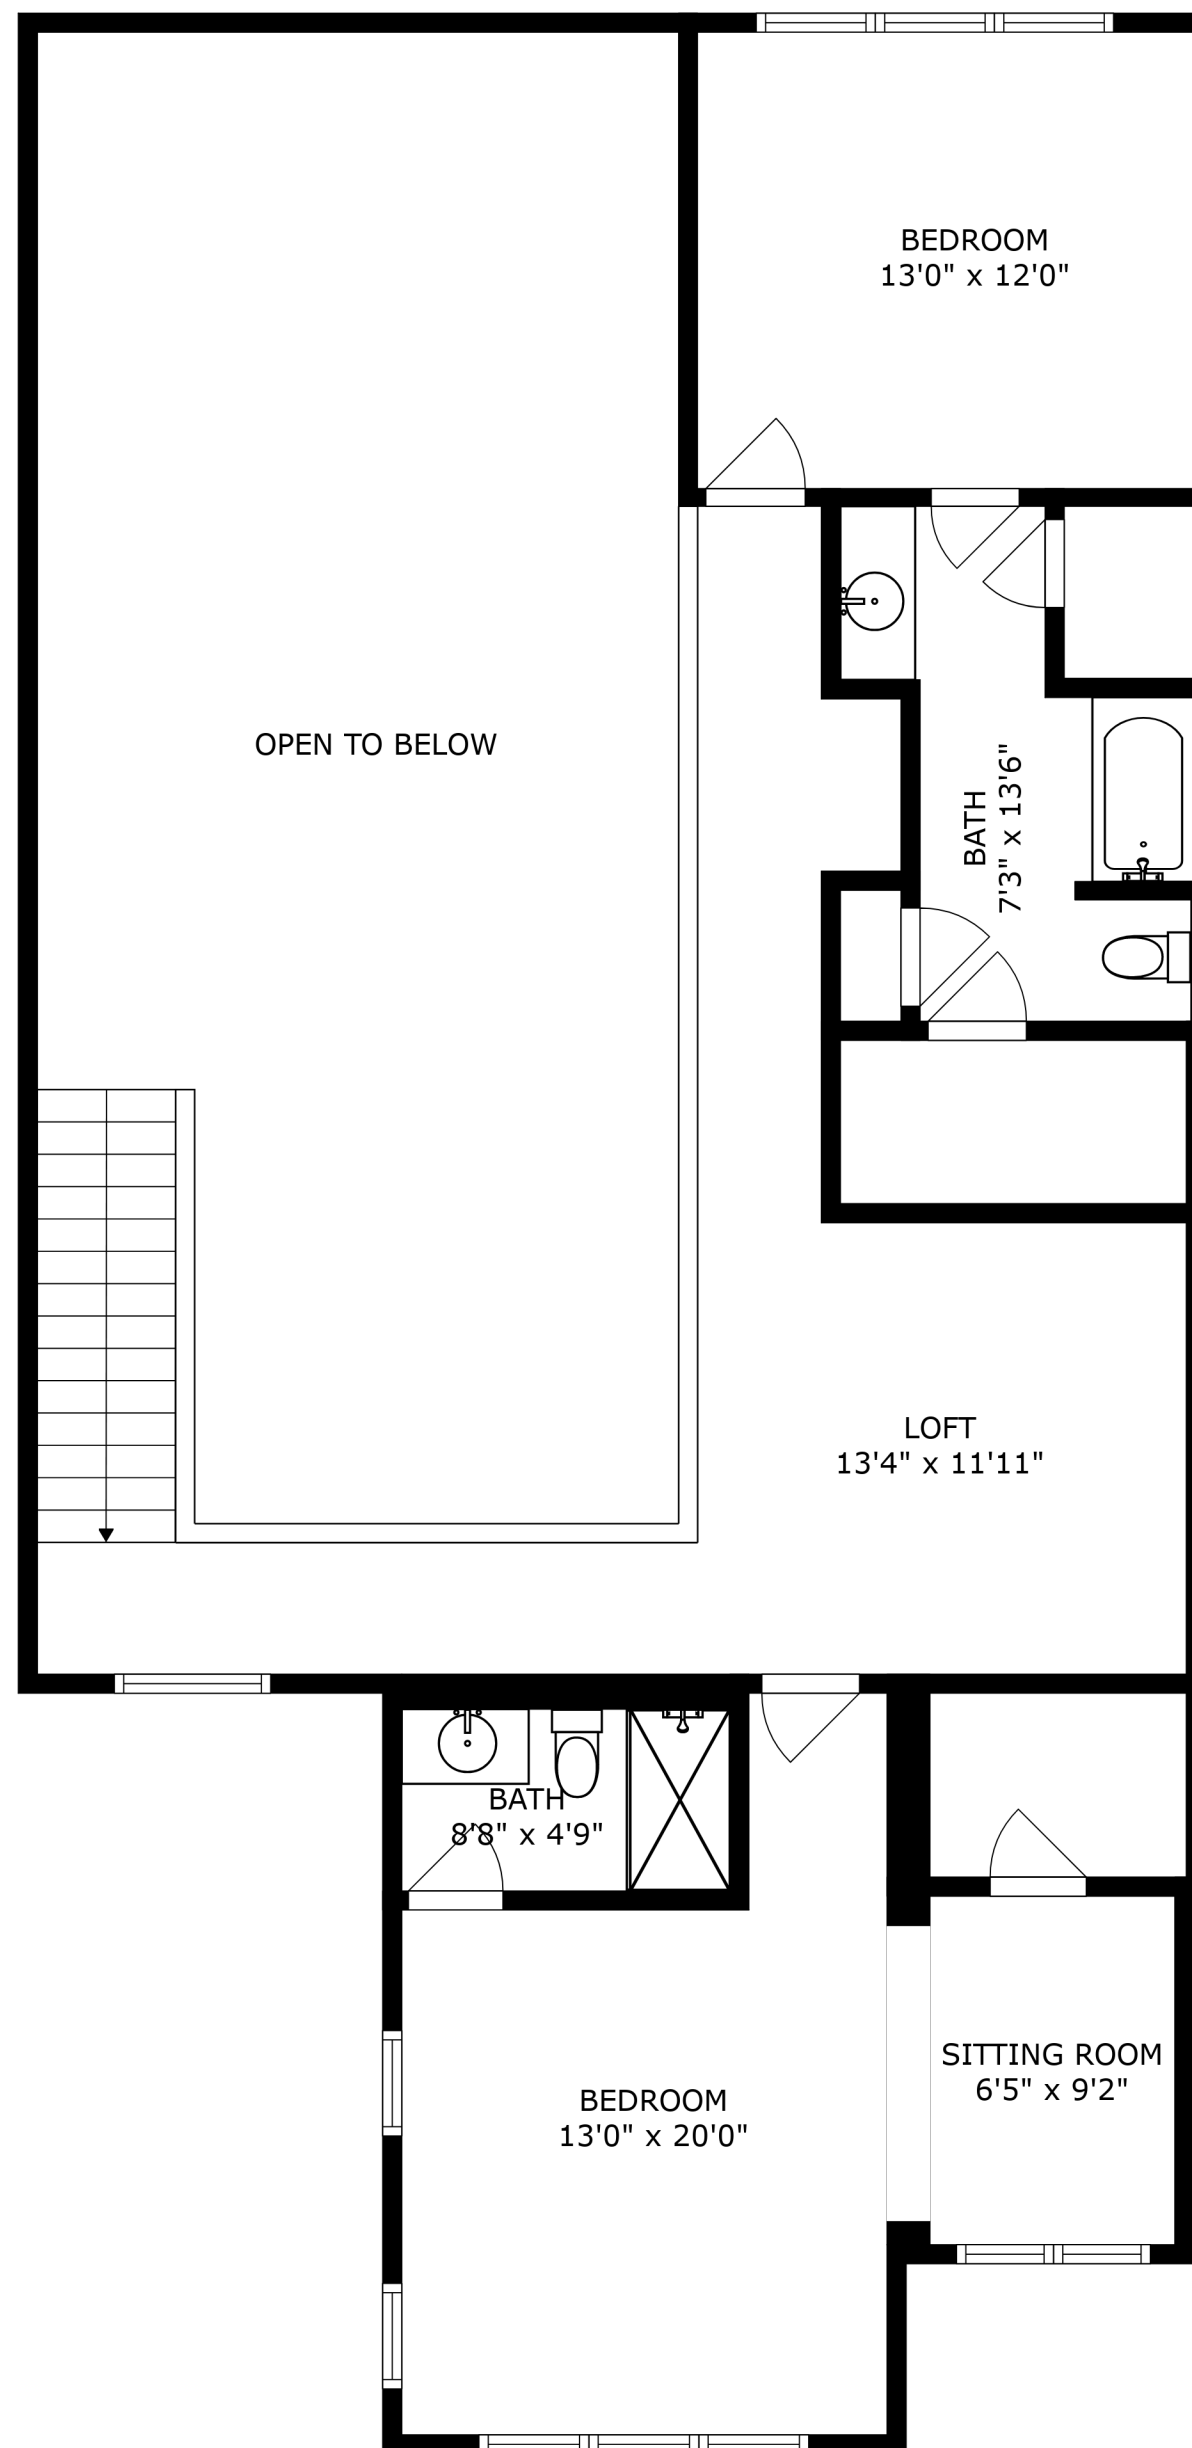 BEDROOM
13'0" x 12'0"
OPEN TO BELOW
BATH
7'3" x 13'6"
LOFT
13'4" x 11'11"
BATH
8'8" x 4'9"
SITTING ROOM
6'5" x 9'2"
BEDROOM
13'0" x 20'0"